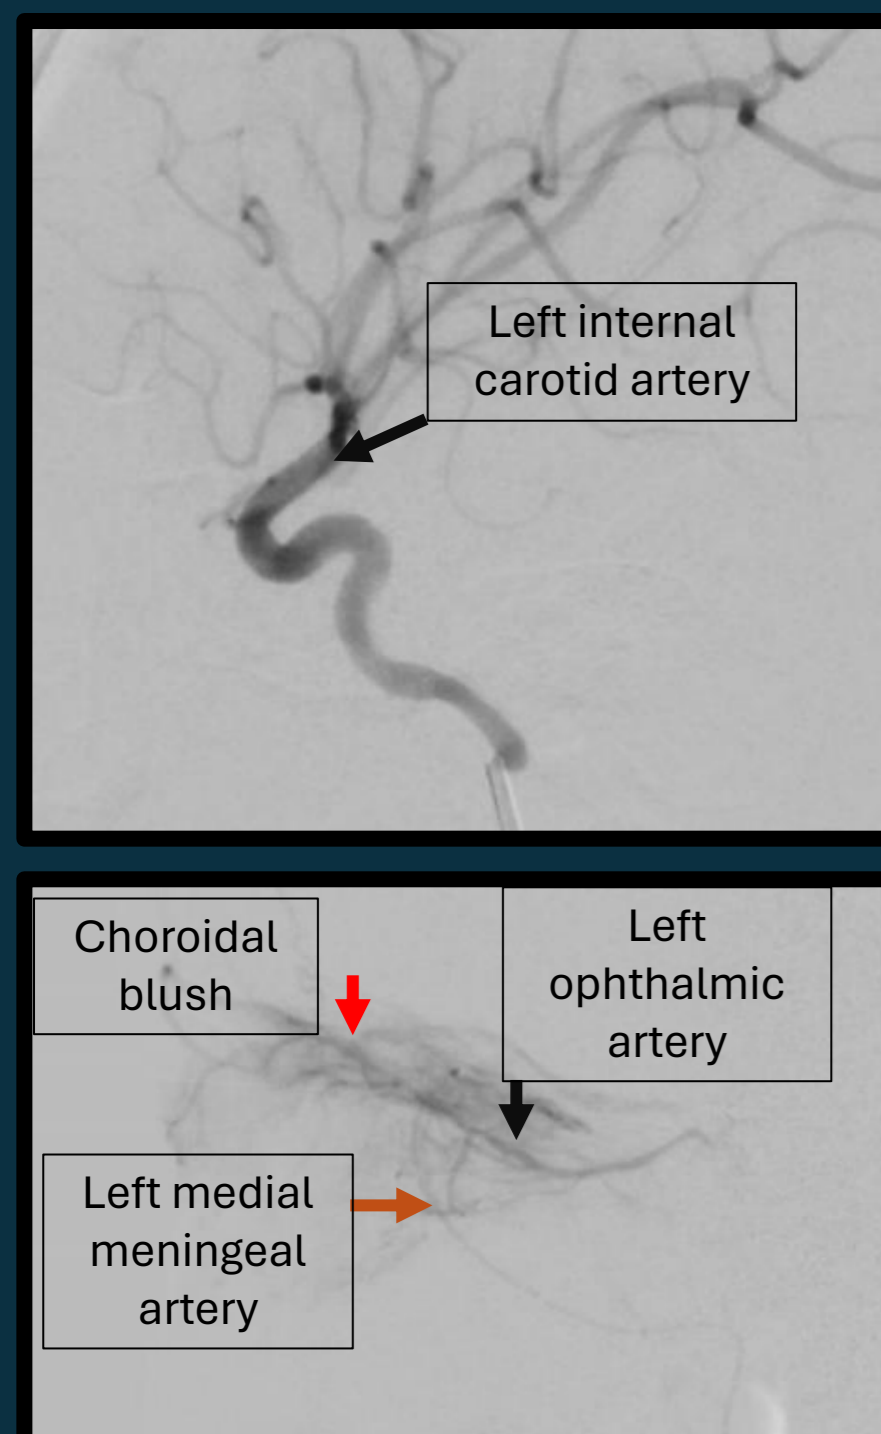 Left internal
carotid artery
Choroidal
blush
Left
ophthalmic
artery
Left medial
meningeal
artery